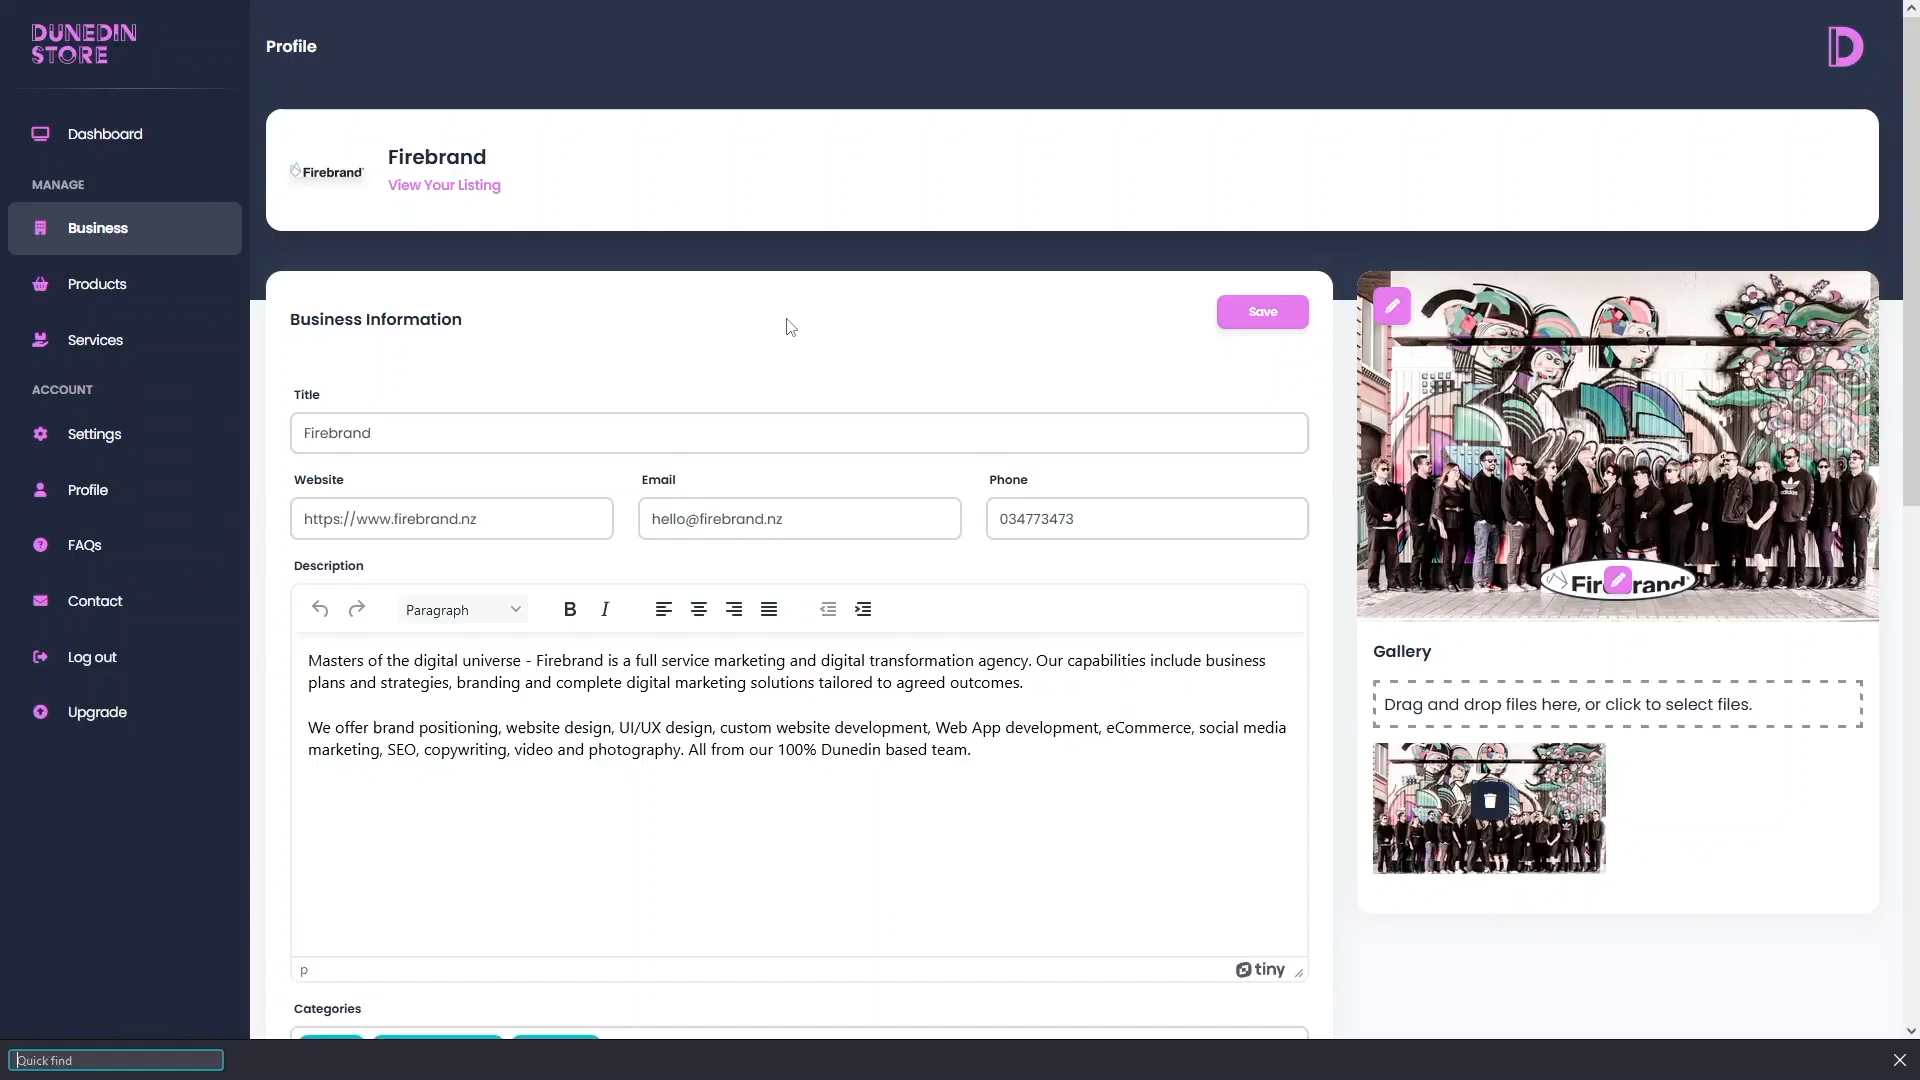 DUNEDIN
STORE
Dashboard
MANAGE
Business
Products
Services
ACCOUNT
Settings
Profile
FAQs
Contact
Log out
Upgrade
Profile
D
Firebrand
Firebrand
View Your Listing
Business Information
Save
Title
Firebrand
Website
Email
Phone
https://www.firebrand.nz
hello@firebrand.nz
034773473
Description
Paragraph
B I
Masters of the digital universe - Firebrand is a full service marketing and digital transformation agency. Our capabilities include business
plans and strategies, branding and complete digital marketing solutions tailored to agreed outcomes.
We offer brand positioning, website design, UI/UX design, custom website development, Web App development, eCommerce, social media
marketing, SEO, copywriting, video and photography. All from our 100% Dunedin based team.
p
tiny
Categories
adidas
Gallery
Drag and drop files here, or click to select files.
Quick find